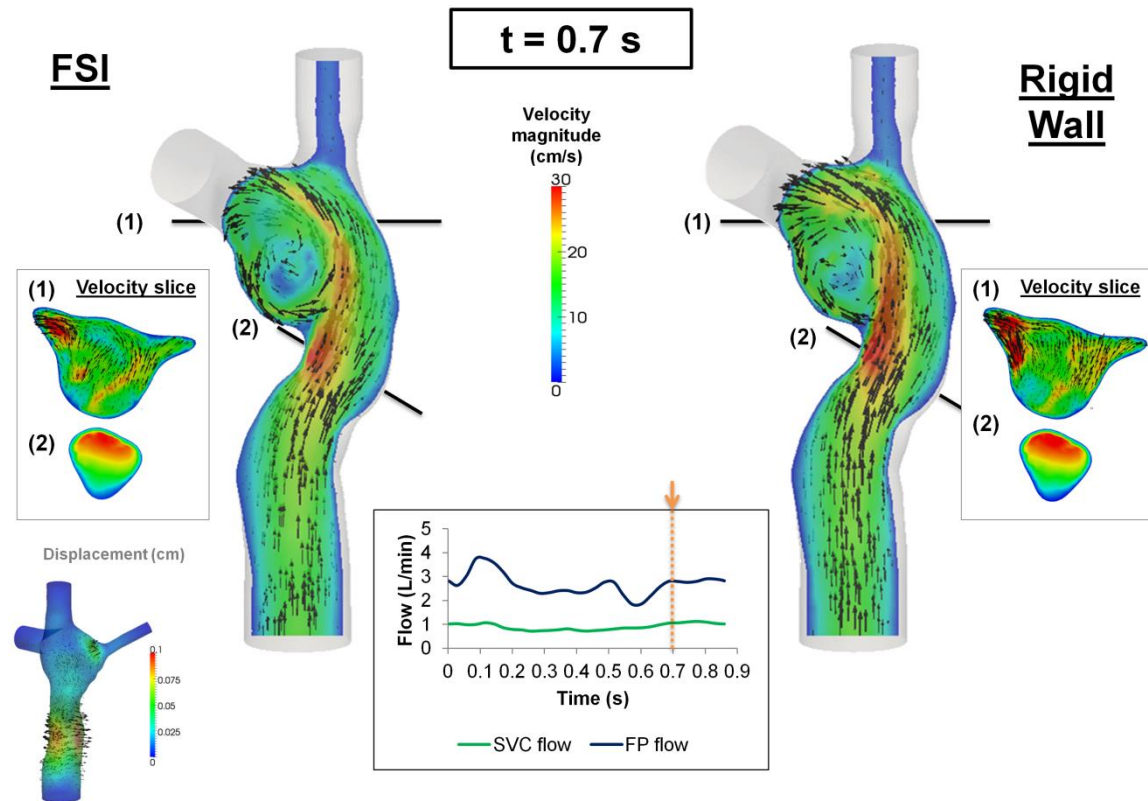 t = 0.7 s
FSI
Rigid
Wall
Velocity
magnitude
(cm/s)
30
20
10
0
(1)
(2)
(1)
(2)
(1) Velocity slice
(2)
(1) Velocity slice
(2)
Displacement (cm)
0.1
0.075
0.05
0.025
0
Flow (L/min)
5
4
3
2
1
0
0 0.1 0.2 0.3 0.4 0.5 0.6 0.7 0.8 0.9
Time (s)
SVC flow FP flow